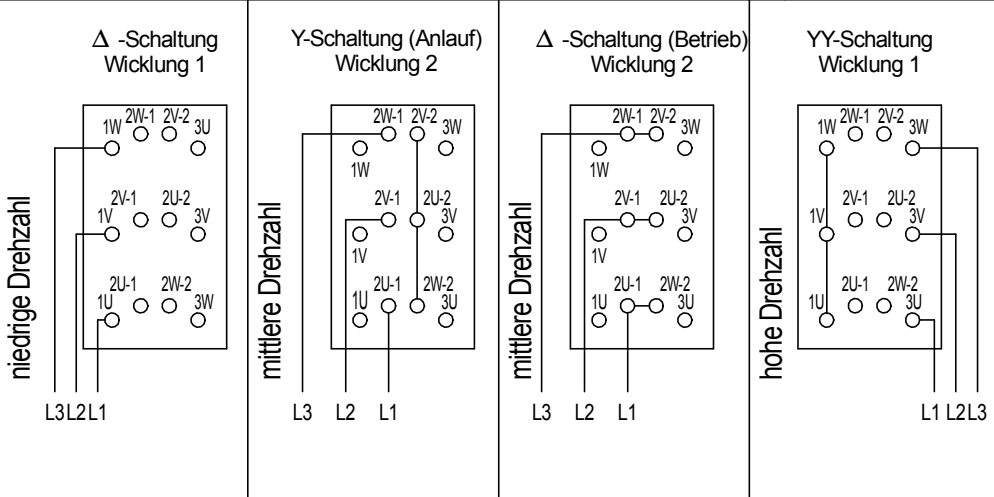 Δ -Schaltung
Wicklung 1
1W 2W-1 2V-2 3U
1V 2V-1 2U-2 3V
1U 2U-1 2W-2 3W
L3 L2 L1
niedrige Drehzahl
Y-Schaltung (Anlauf)
Wicklung 2
2W-1 2V-2 3W
1W
2V-1 2U-2 3V
1V
1U 2U-1 2W-2 3U
L3 L2 L1
mittlere Drehzahl
Δ -Schaltung (Betrieb)
Wicklung 2
2W-1 2V-2 3W
1W
2V-1 2U-2 3V
1V
1U 2U-1 2W-2 3U
L3 L2 L1
mittlere Drehzahl
YY-Schaltung
Wicklung 1
1W 2W-1 2V-2 3W
1V 2V-1 2U-2 3V
1U 2U-1 2W-2 3U
L1 L2 L3
hohe Drehzahl